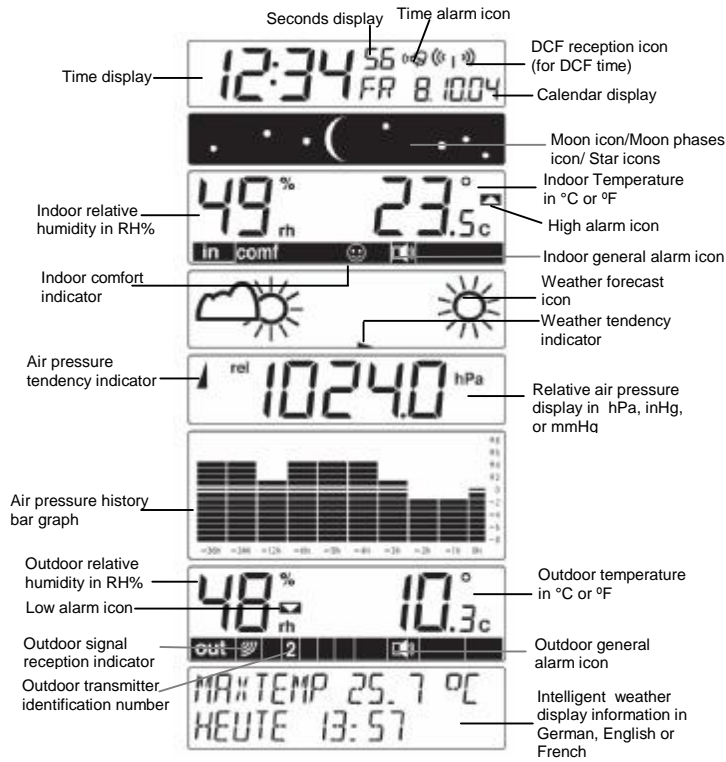 Seconds display
Time alarm icon
Time display
12:34
56
FR 8.10.04
DCF reception icon
(for DCF time)
Calendar display
Moon icon/Moon phases
icon/ Star icons
49 % rh
23.5 ° c
Indoor relative
humidity in RH%
Indoor Temperature
in °C or ºF
High alarm icon
in comf
Indoor general alarm icon
Indoor comfort
indicator
Weather forecast
icon
Weather tendency
indicator
Air pressure
tendency indicator
rel 1024.0 hPa
Relative air pressure
display in hPa, inHg,
or mmHg
Air pressure history
bar graph
Outdoor relative
humidity in RH%
Low alarm icon
48 % rh
10.3 ° c
Outdoor temperature
in °C or ºF
out 2
Outdoor signal
reception indicator
Outdoor transmitter
identification number
Outdoor general
alarm icon
MAXTEMP 25.7 ºC
HEUTE 13:57
Intelligent weather
display information in
German, English or
French